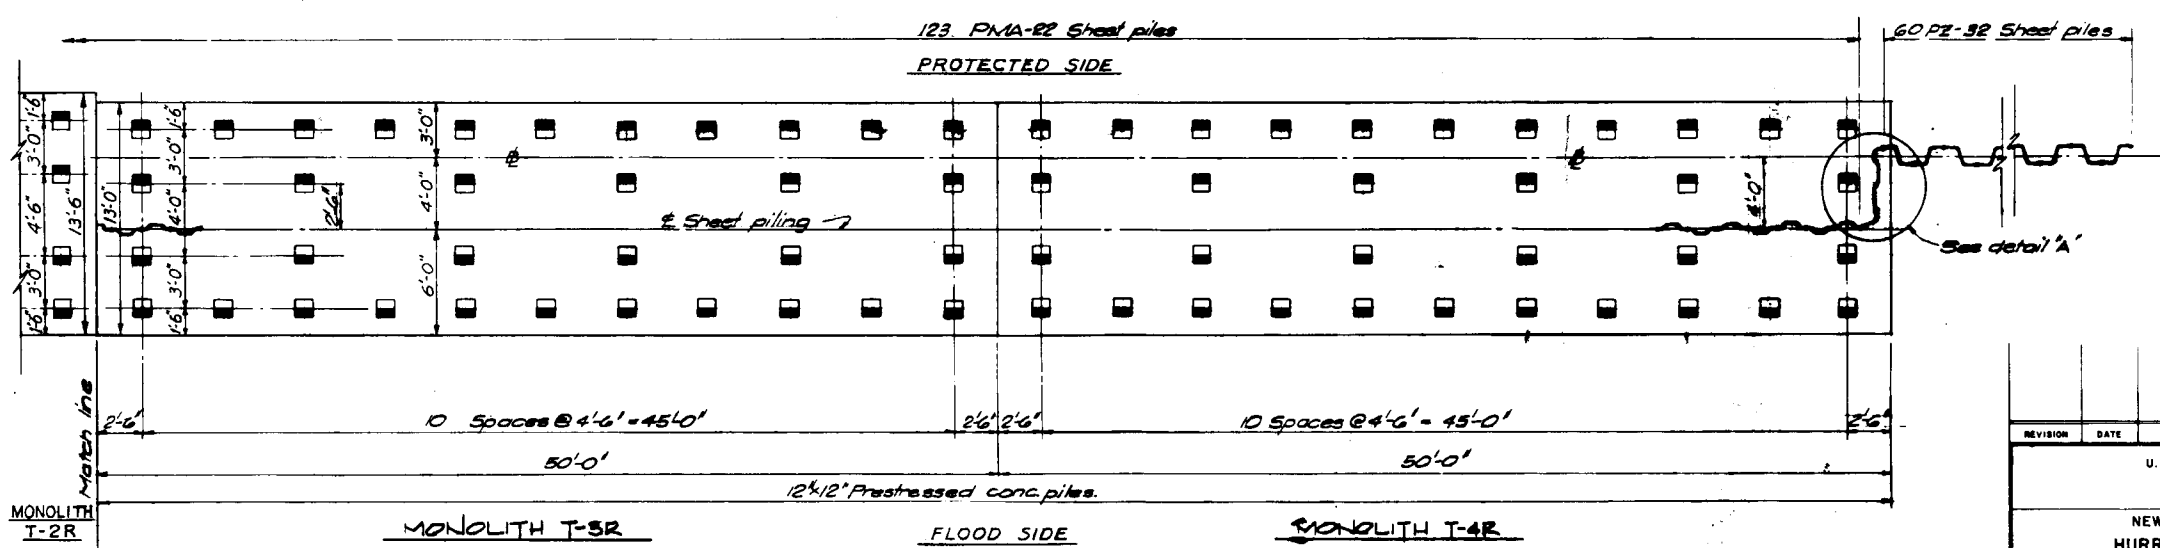 123. PMA-22 Sheet piles
60 PZ-32 Sheet piles
PROTECTED SIDE
1'-6"
3'-0"
4'-6"
3'-0"
1'-6"
13'-6"
13'-0"
1'-6"
3'-0"
4'-0"
3'-0"
1'-6"
2'-6"
3'-0"
4'-0"
6'-0"
℄
℄ Sheet piling
℄
4'-0"
See detail "A"
Match line
2'-6"
10 Spaces @ 4'-6" = 45'-0"
2'-6"
2'-6"
10 Spaces @ 4'-6" = 45'-0"
2'-6"
50'-0"
50'-0"
12"x12" Prestressed conc. piles.
MONOLITH
T-2R
MONOLITH T-3R
FLOOD SIDE
MONOLITH T-4R
REVISION DATE
U.
NEW
HURR